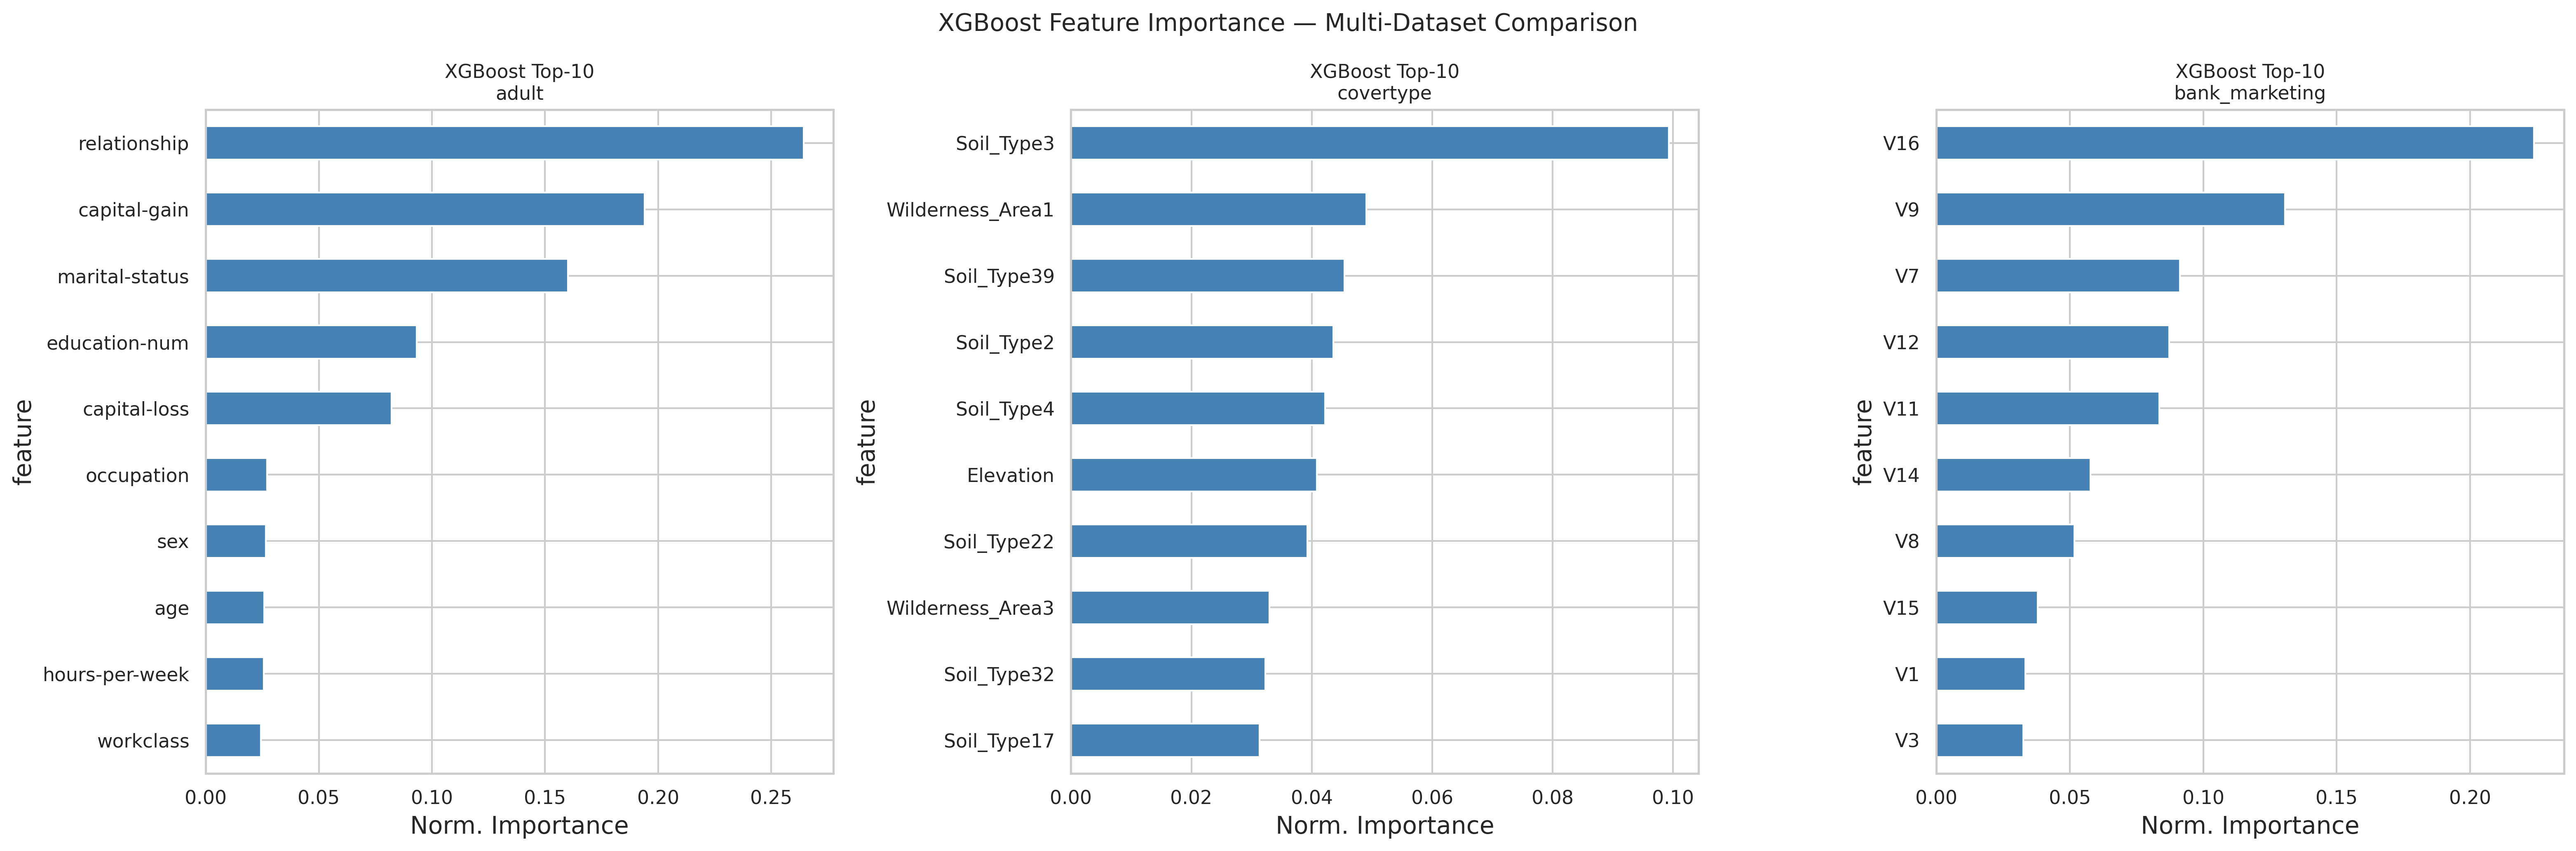 XGBoost Feature Importance — Multi-Dataset Comparison
XGBoost Top-10
adult
feature
relationship
capital-gain
marital-status
education-num
capital-loss
occupation
sex
age
hours-per-week
workclass
0.00 0.05 0.10 0.15 0.20 0.25
Norm. Importance
XGBoost Top-10
covertype
feature
Soil_Type3
Wilderness_Area1
Soil_Type39
Soil_Type2
Soil_Type4
Elevation
Soil_Type22
Wilderness_Area3
Soil_Type32
Soil_Type17
0.00 0.02 0.04 0.06 0.08 0.10
Norm. Importance
XGBoost Top-10
bank_marketing
feature
V16
V9
V7
V12
V11
V14
V8
V15
V1
V3
0.00 0.05 0.10 0.15 0.20
Norm. Importance